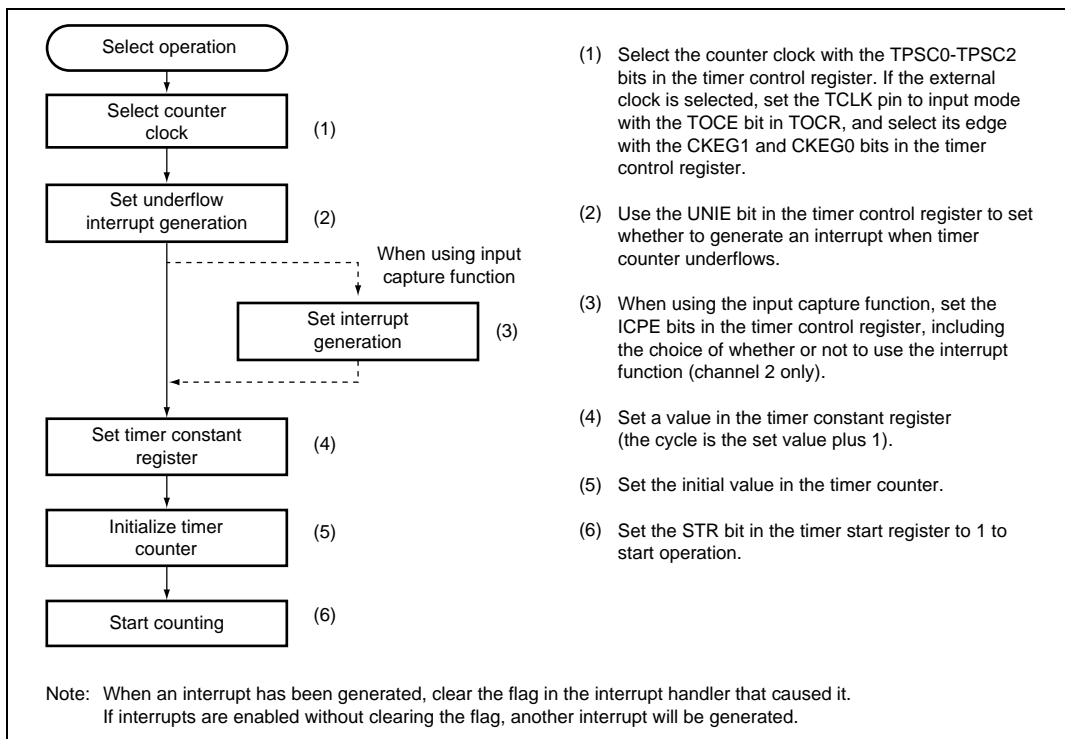 Select operation
Select counter
clock
(1)
Set underflow
interrupt generation
(2)
When using input
capture function
Set interrupt
generation
(3)
Set timer constant
register
(4)
Initialize timer
counter
(5)
Start counting
(6)
(1) Select the counter clock with the TPSC0-TPSC2
bits in the timer control register. If the external
clock is selected, set the TCLK pin to input mode
with the TOCE bit in TOCR, and select its edge
with the CKEG1 and CKEG0 bits in the timer
control register.
(2) Use the UNIE bit in the timer control register to set
whether to generate an interrupt when timer
counter underflows.
(3) When using the input capture function, set the
ICPE bits in the timer control register, including
the choice of whether or not to use the interrupt
function (channel 2 only).
(4) Set a value in the timer constant register
(the cycle is the set value plus 1).
(5) Set the initial value in the timer counter.
(6) Set the STR bit in the timer start register to 1 to
start operation.
Note: When an interrupt has been generated, clear the flag in the interrupt handler that caused it.
If interrupts are enabled without clearing the flag, another interrupt will be generated.